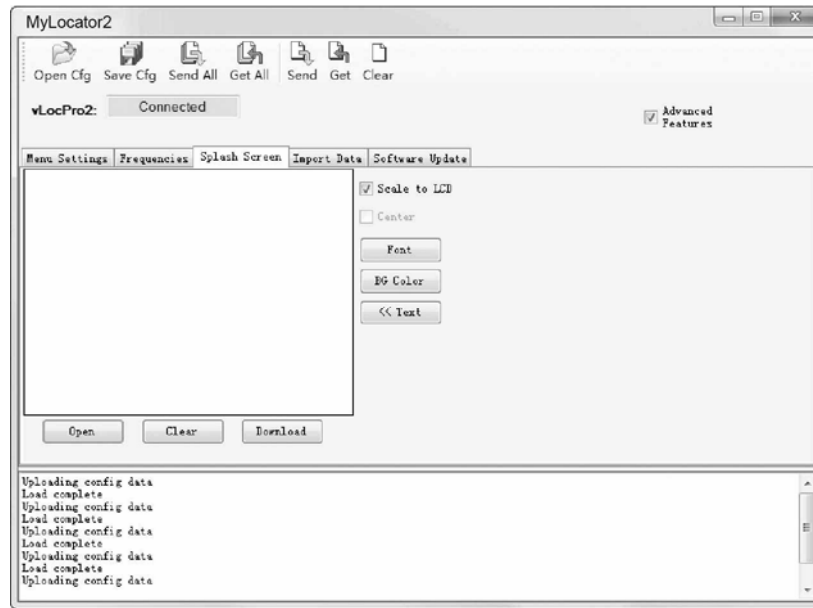 MyLocator2
Open Cfg Save Cfg Send All Get All Send Get Clear
vLocPro2: Connected
Advanced
Features
Menu Settings Frequencies Splash Screen Import Data Software Update
Scale to LCD
Center
Font
BG Color
<< Text
Open Clear Download
Uploading config data
Load complete
Uploading config data
Load complete
Uploading config data
Load complete
Uploading config data
Load complete
Uploading config data